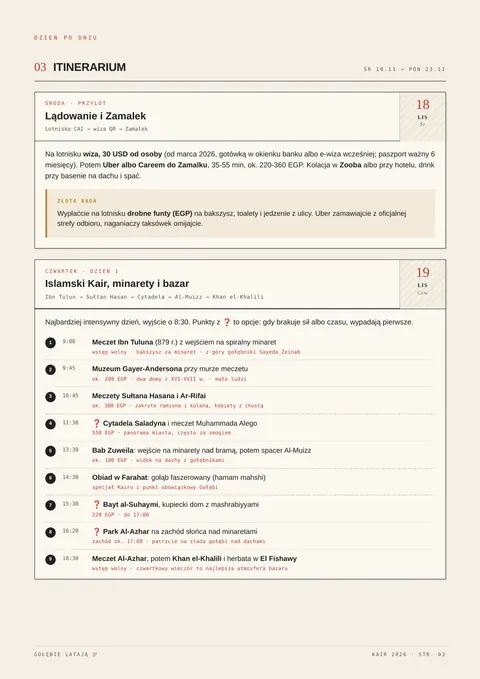 DZIEŃ PO DNIU
03 ITINERARIUM
ŚR 18.11 → PON 23.11
ŚRODA · PRZYLOT
Lądowanie i Zamalek
Lotnisko CAI → wiza QR → Zamalek
18
LIS
Śr
Na lotnisku wiza, 30 USD od osoby (od marca 2026, gotówką w okienku banku albo e-wiza wcześniej; paszport ważny 6
miesięcy). Potem Uber albo Careem do Zamalku, 35-55 min, ok. 220-360 EGP. Kolacja w Zooba albo przy hotelu, drink
przy basenie na dachu i spać.
ZŁOTA RADA
Wypłaćcie na lotnisku drobne funty (EGP) na bakszysz, toalety i jedzenie z ulicy. Uber zamawiajcie z oficjalnej
strefy odbioru, naganiaczy taksówek omijajcie.
CZWARTEK · DZIEŃ 1
Islamski Kair, minarety i bazar
Ibn Tulun → Sułtan Hasan → Cytadela → Al-Muizz → Khan el-Khalili
19
LIS
Czw
Najbardziej intensywny dzień, wyjście o 8:30. Punkty z ❓ to opcje: gdy brakuje sił albo czasu, wypadają pierwsze.
1 9:00 Meczet Ibn Tuluna (879 r.) z wejściem na spiralny minaret
wstęp wolny · bakszysz za minaret · z góry gołębniki Sayeda Zeinab
2 9:45 Muzeum Gayer-Andersona przy murze meczetu
ok. 200 EGP · dwa domy z XVI-XVII w. · mało ludzi
3 10:45 Meczety Sułtana Hasana i Ar-Rifai
ok. 300 EGP · zakryte ramiona i kolana, kobiety z chustą
4 11:30 ❓ Cytadela Saladyna i meczet Muhammada Alego
550 EGP · panorama miasta, często za smogiem
5 13:30 Bab Zuweila: wejście na minarety nad bramą, potem spacer Al-Muizz
ok. 100 EGP · widok na dachy z gołębnikami
6 14:30 Obiad w Farahat: gołąb faszerowany (hamam mahshi)
specjał Kairu i punkt obowiązkowy Gołębi
7 15:30 ❓ Bayt al-Suhaymi, kupiecki dom z mashrabiyyami
220 EGP · do 17:00
8 16:20 ❓ Park Al-Azhar na zachód słońca nad minaretami
zachód ok. 17:00 · patrzcie na stada gołębi nad dachami
9 18:30 Meczet Al-Azhar, potem Khan el-Khalili i herbata w El Fishawy
wstęp wolny · czwartkowy wieczór to najlepsza atmosfera bazaru
GOŁĘBIE LATAJĄ
KAIR 2026 · STR. 03